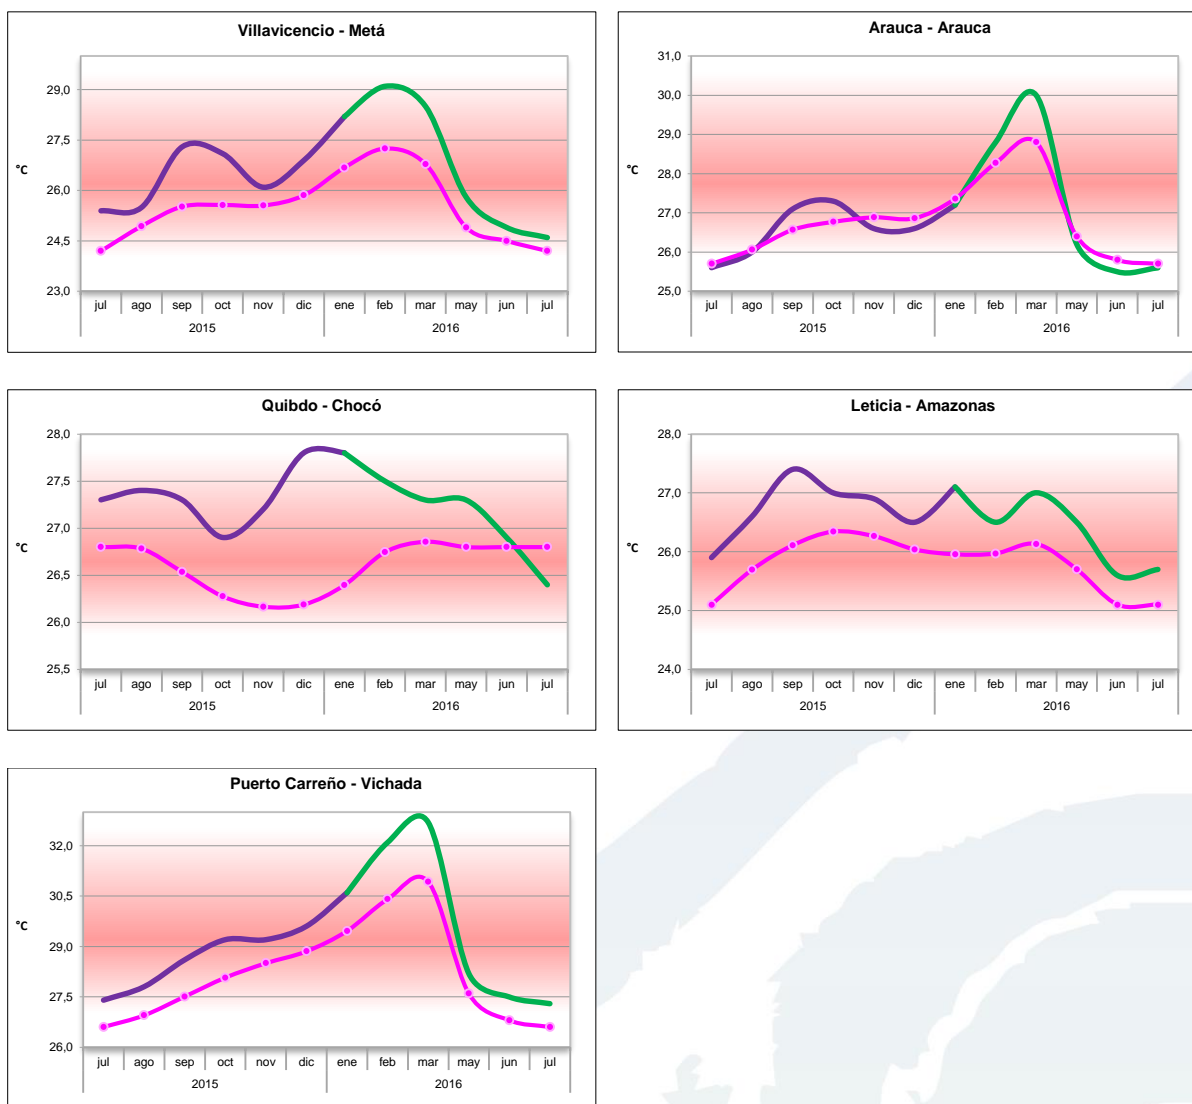 Villavicencio - Metá
29,0
27,5
°C
26,0
24,5
23,0
jul ago sep oct nov dic ene feb mar may jun jul
2015 2016
Arauca - Arauca
31,0
30,0
29,0
28,0
°C
27,0
26,0
25,0
jul ago sep oct nov dic ene feb mar may jun jul
2015 2016
Quibdo - Chocó
28,0
27,5
27,0
°C
26,5
26,0
25,5
jul ago sep oct nov dic ene feb mar may jun jul
2015 2016
Leticia - Amazonas
28,0
27,0
26,0
°C
25,0
24,0
jul ago sep oct nov dic ene feb mar may jun jul
2015 2016
Puerto Carreño - Vichada
32,0
30,5
°C
29,0
27,5
26,0
jul ago sep oct nov dic ene feb mar may jun jul
2015 2016